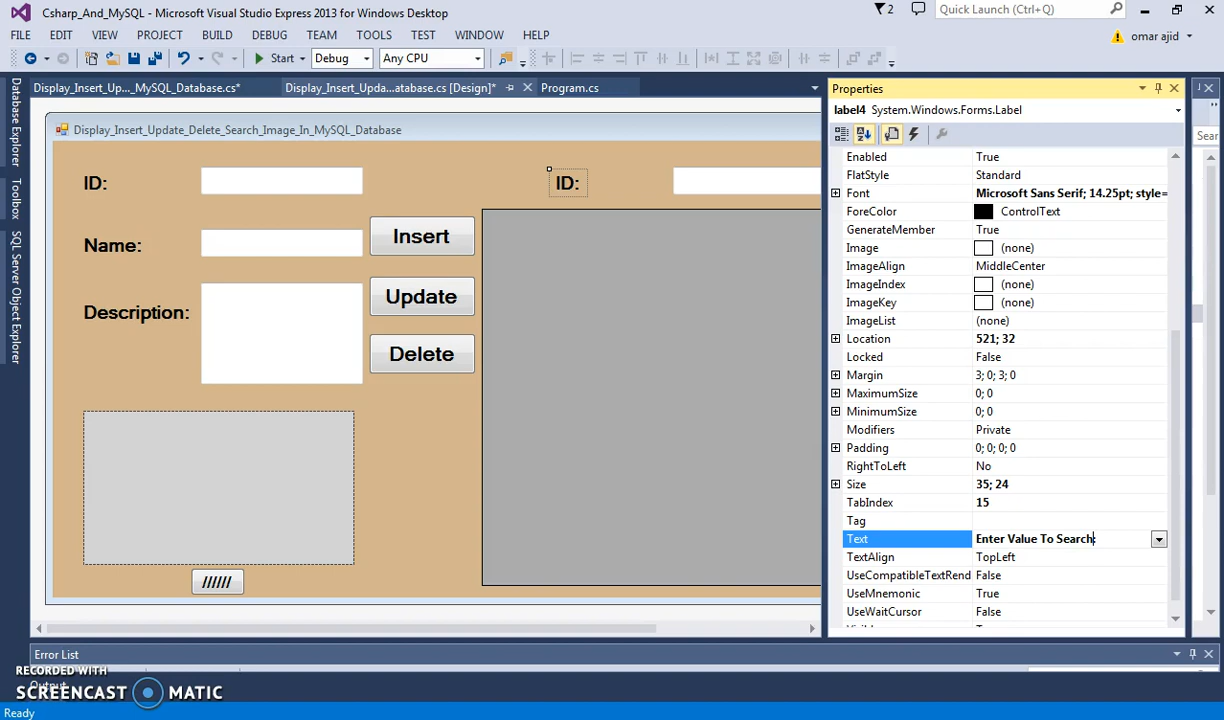 Csharp_And_MySQL - Microsoft Visual Studio Express 2013 for Windows Desktop
2
Quick Launch (Ctrl+Q)
FILE EDIT VIEW PROJECT BUILD DEBUG TEAM TOOLS TEST WINDOW HELP
omar ajid
Start Debug Any CPU
Display_Insert_Up..._MySQL_Database.cs*
Display_Insert_Upda...atabase.cs [Design]*
Program.cs
Database Explorer
Toolbox
SQL Server Object Explorer
Display_Insert_Update_Delete_Search_Image_In_MySQL_Database
ID:
ID:
Name:
Insert
Description:
Update
Delete
//////
Properties
label4 System.Windows.Forms.Label
Sear
Enabled True
FlatStyle Standard
Font Microsoft Sans Serif; 14.25pt; style=
ForeColor ControlText
GenerateMember True
Image (none)
ImageAlign MiddleCenter
ImageIndex (none)
ImageKey (none)
ImageList (none)
Location 521; 32
Locked False
Margin 3; 0; 3; 0
MaximumSize 0; 0
MinimumSize 0; 0
Modifiers Private
Padding 0; 0; 0; 0
RightToLeft No
Size 35; 24
TabIndex 15
Tag
Text Enter Value To Search:
TextAlign TopLeft
UseCompatibleTextRend False
UseMnemonic True
UseWaitCursor False
Error List
RECORDED WITH
SCREENCAST MATIC
Output
Ready